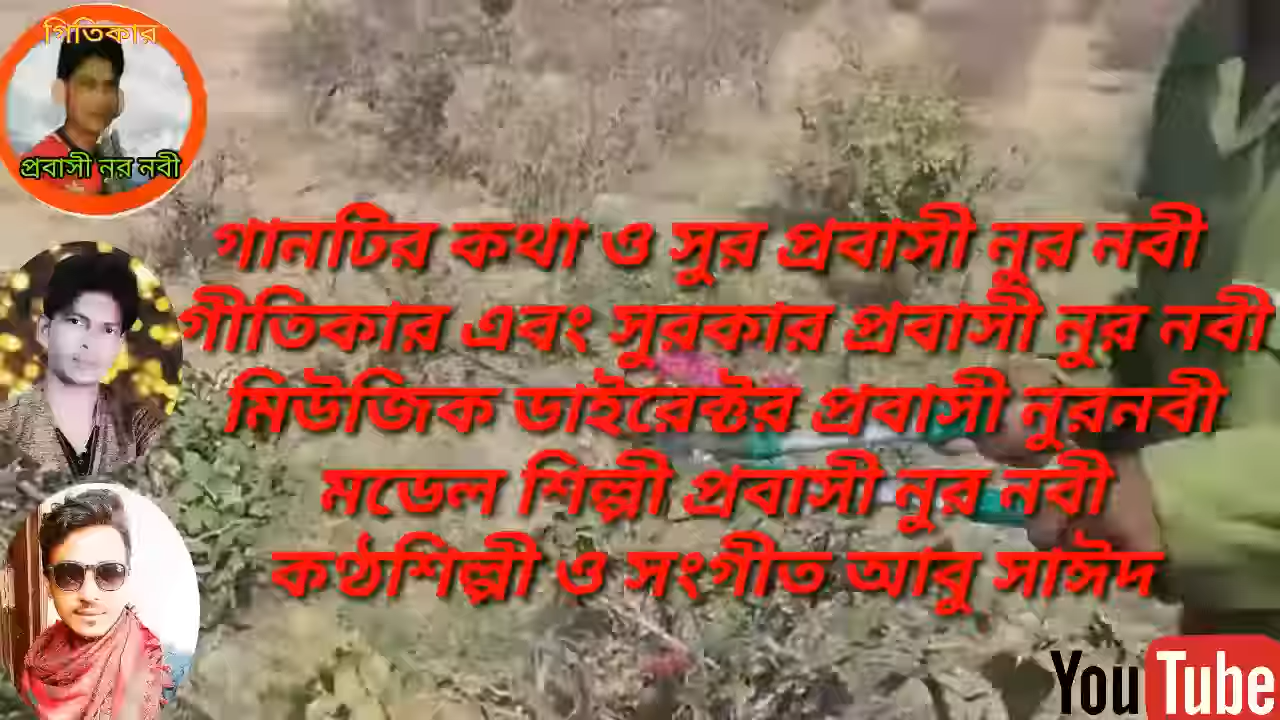 গিতিকার
প্রবাসী নুর নবী
গানটির কথা ও সুর প্রবাসী নুর নবী
গীতিকার এবং সুরকার প্রবাসী নুর নবী
মিউজিক ডাইরেক্টর প্রবাসী নুরনবী
মডেল শিল্পী প্রবাসী নুর নবী
কণ্ঠশিল্পী ও সংগীত আবু সাঈদ
YouTube